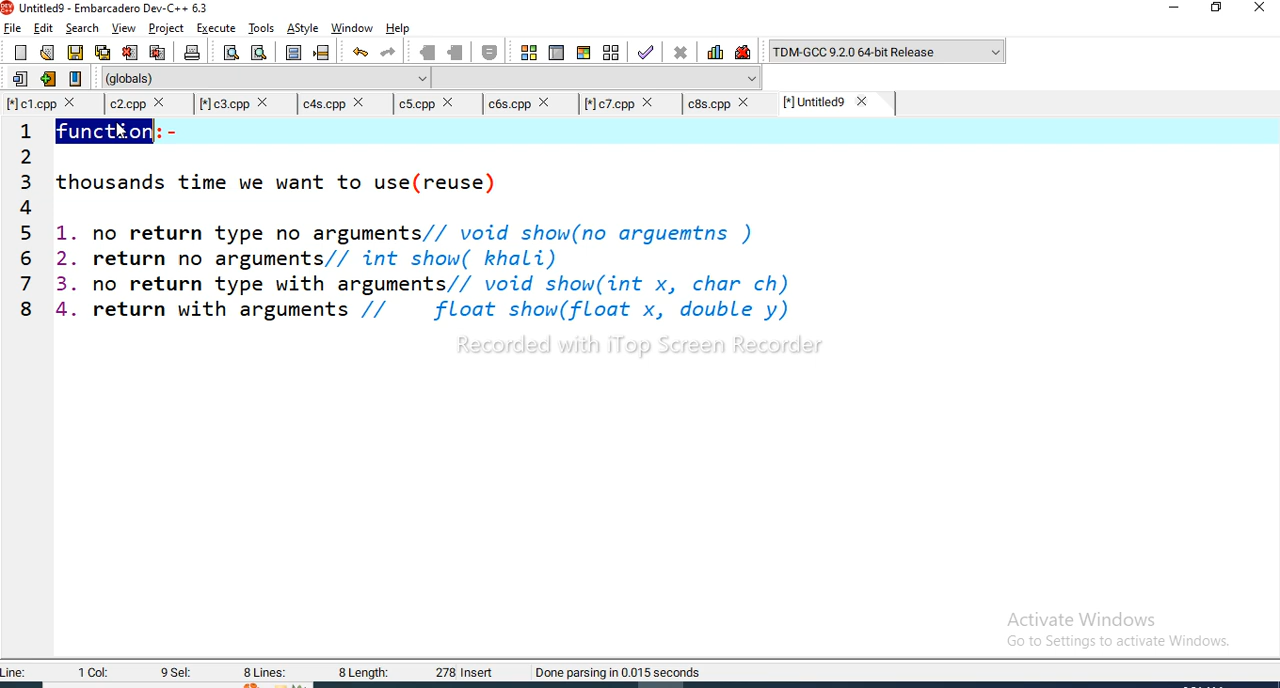 Untitled9 - Embarcadero Dev-C++ 6.3
File Edit Search View Project Execute Tools AStyle Window Help
TDM-GCC 9.2.0 64-bit Release
(globals)
[*] c1.cpp c2.cpp [*] c3.cpp c4s.cpp c5.cpp c6s.cpp [*] c7.cpp c8s.cpp [*] Untitled9
1 function:-
2
3 thousands time we want to use(reuse)
4
5 1. no return type no arguments// void show(no arguemtns )
6 2. return no arguments// int show( khali)
7 3. no return type with arguments// void show(int x, char ch)
8 4. return with arguments // float show(float x, double y)
Recorded with iTop Screen Recorder
Activate Windows
Go to Settings to activate Windows.
Line: 1 Col: 9 Sel: 8 Lines: 8 Length: 278 Insert Done parsing in 0.015 seconds